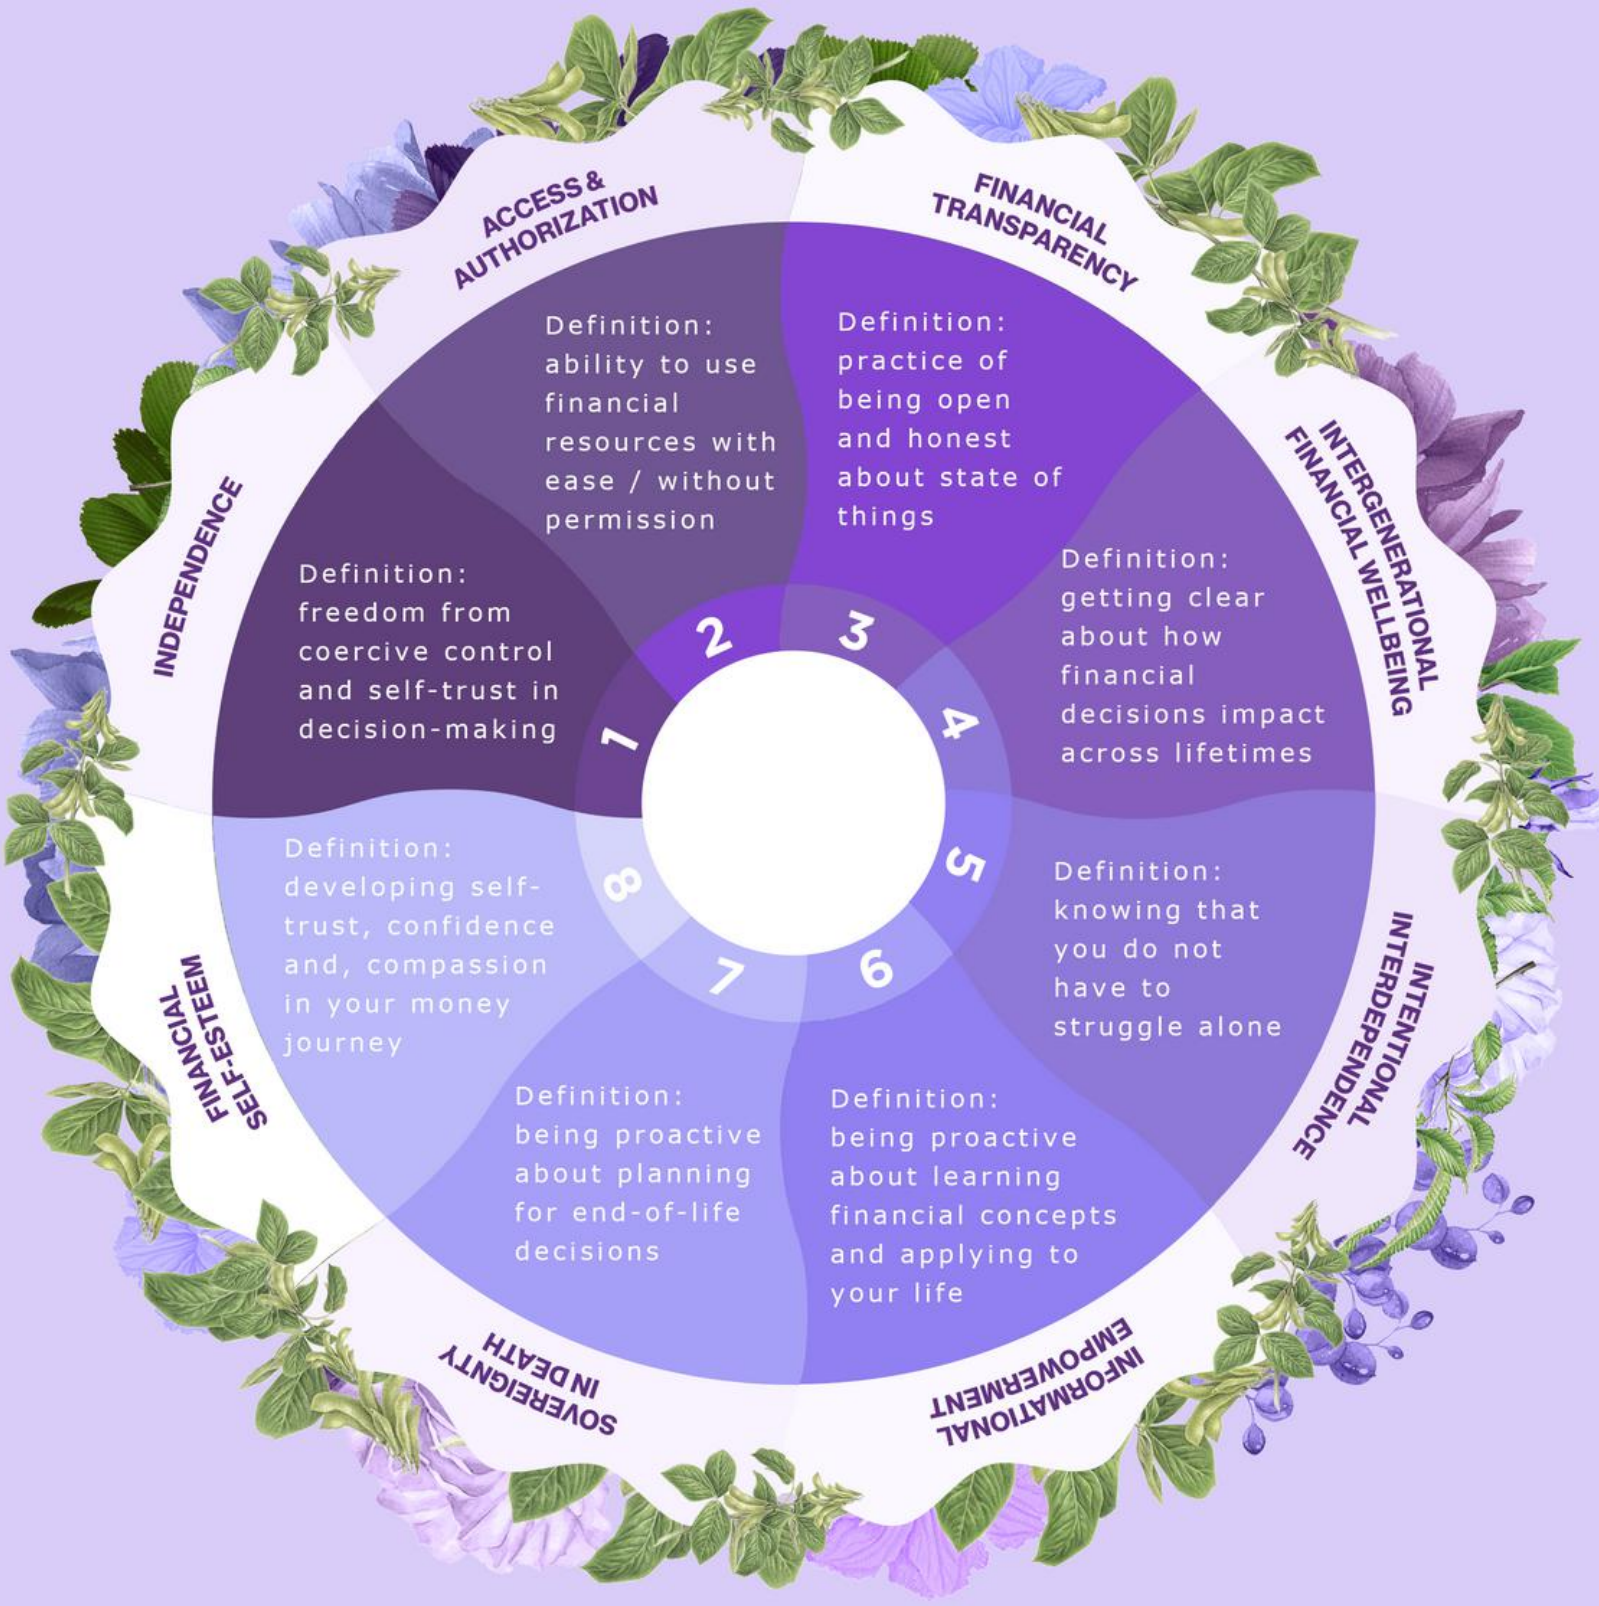 INDEPENDENCE
Definition:
freedom from
coercive control
and self-trust in
decision-making
1
ACCESS &
AUTHORIZATION
Definition:
ability to use
financial
resources with
ease / without
permission
2
FINANCIAL
TRANSPARENCY
Definition:
practice of
being open
and honest
about state of
things
3
INTERGENERATIONAL
FINANCIAL WELLBEING
Definition:
getting clear
about how
financial
decisions impact
across lifetimes
4
INTENTIONAL
INTERDEPENDENCE
Definition:
knowing that
you do not
have to
struggle alone
5
INFORMATIONAL
EMPOWERMENT
Definition:
being proactive
about learning
financial concepts
and applying to
your life
6
SOVEREIGNTY
IN DEATH
Definition:
being proactive
about planning
for end-of-life
decisions
7
FINANCIAL
SELF-ESTEEM
Definition:
developing self-
trust, confidence
and, compassion
in your money
journey
8